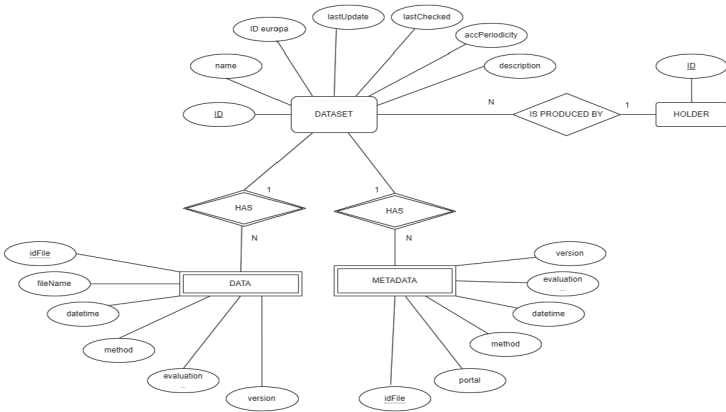 lastUpdate
lastChecked
ID europa
accPeriodicity
name
description
ID
ID
DATASET
N
IS PRODUCED BY
1
HOLDER
1
1
HAS
HAS
N
N
idFile
version
fileName
DATA
METADATA
evaluation
...
datetime
datetime
method
method
evaluation
..
portal
version
idFile